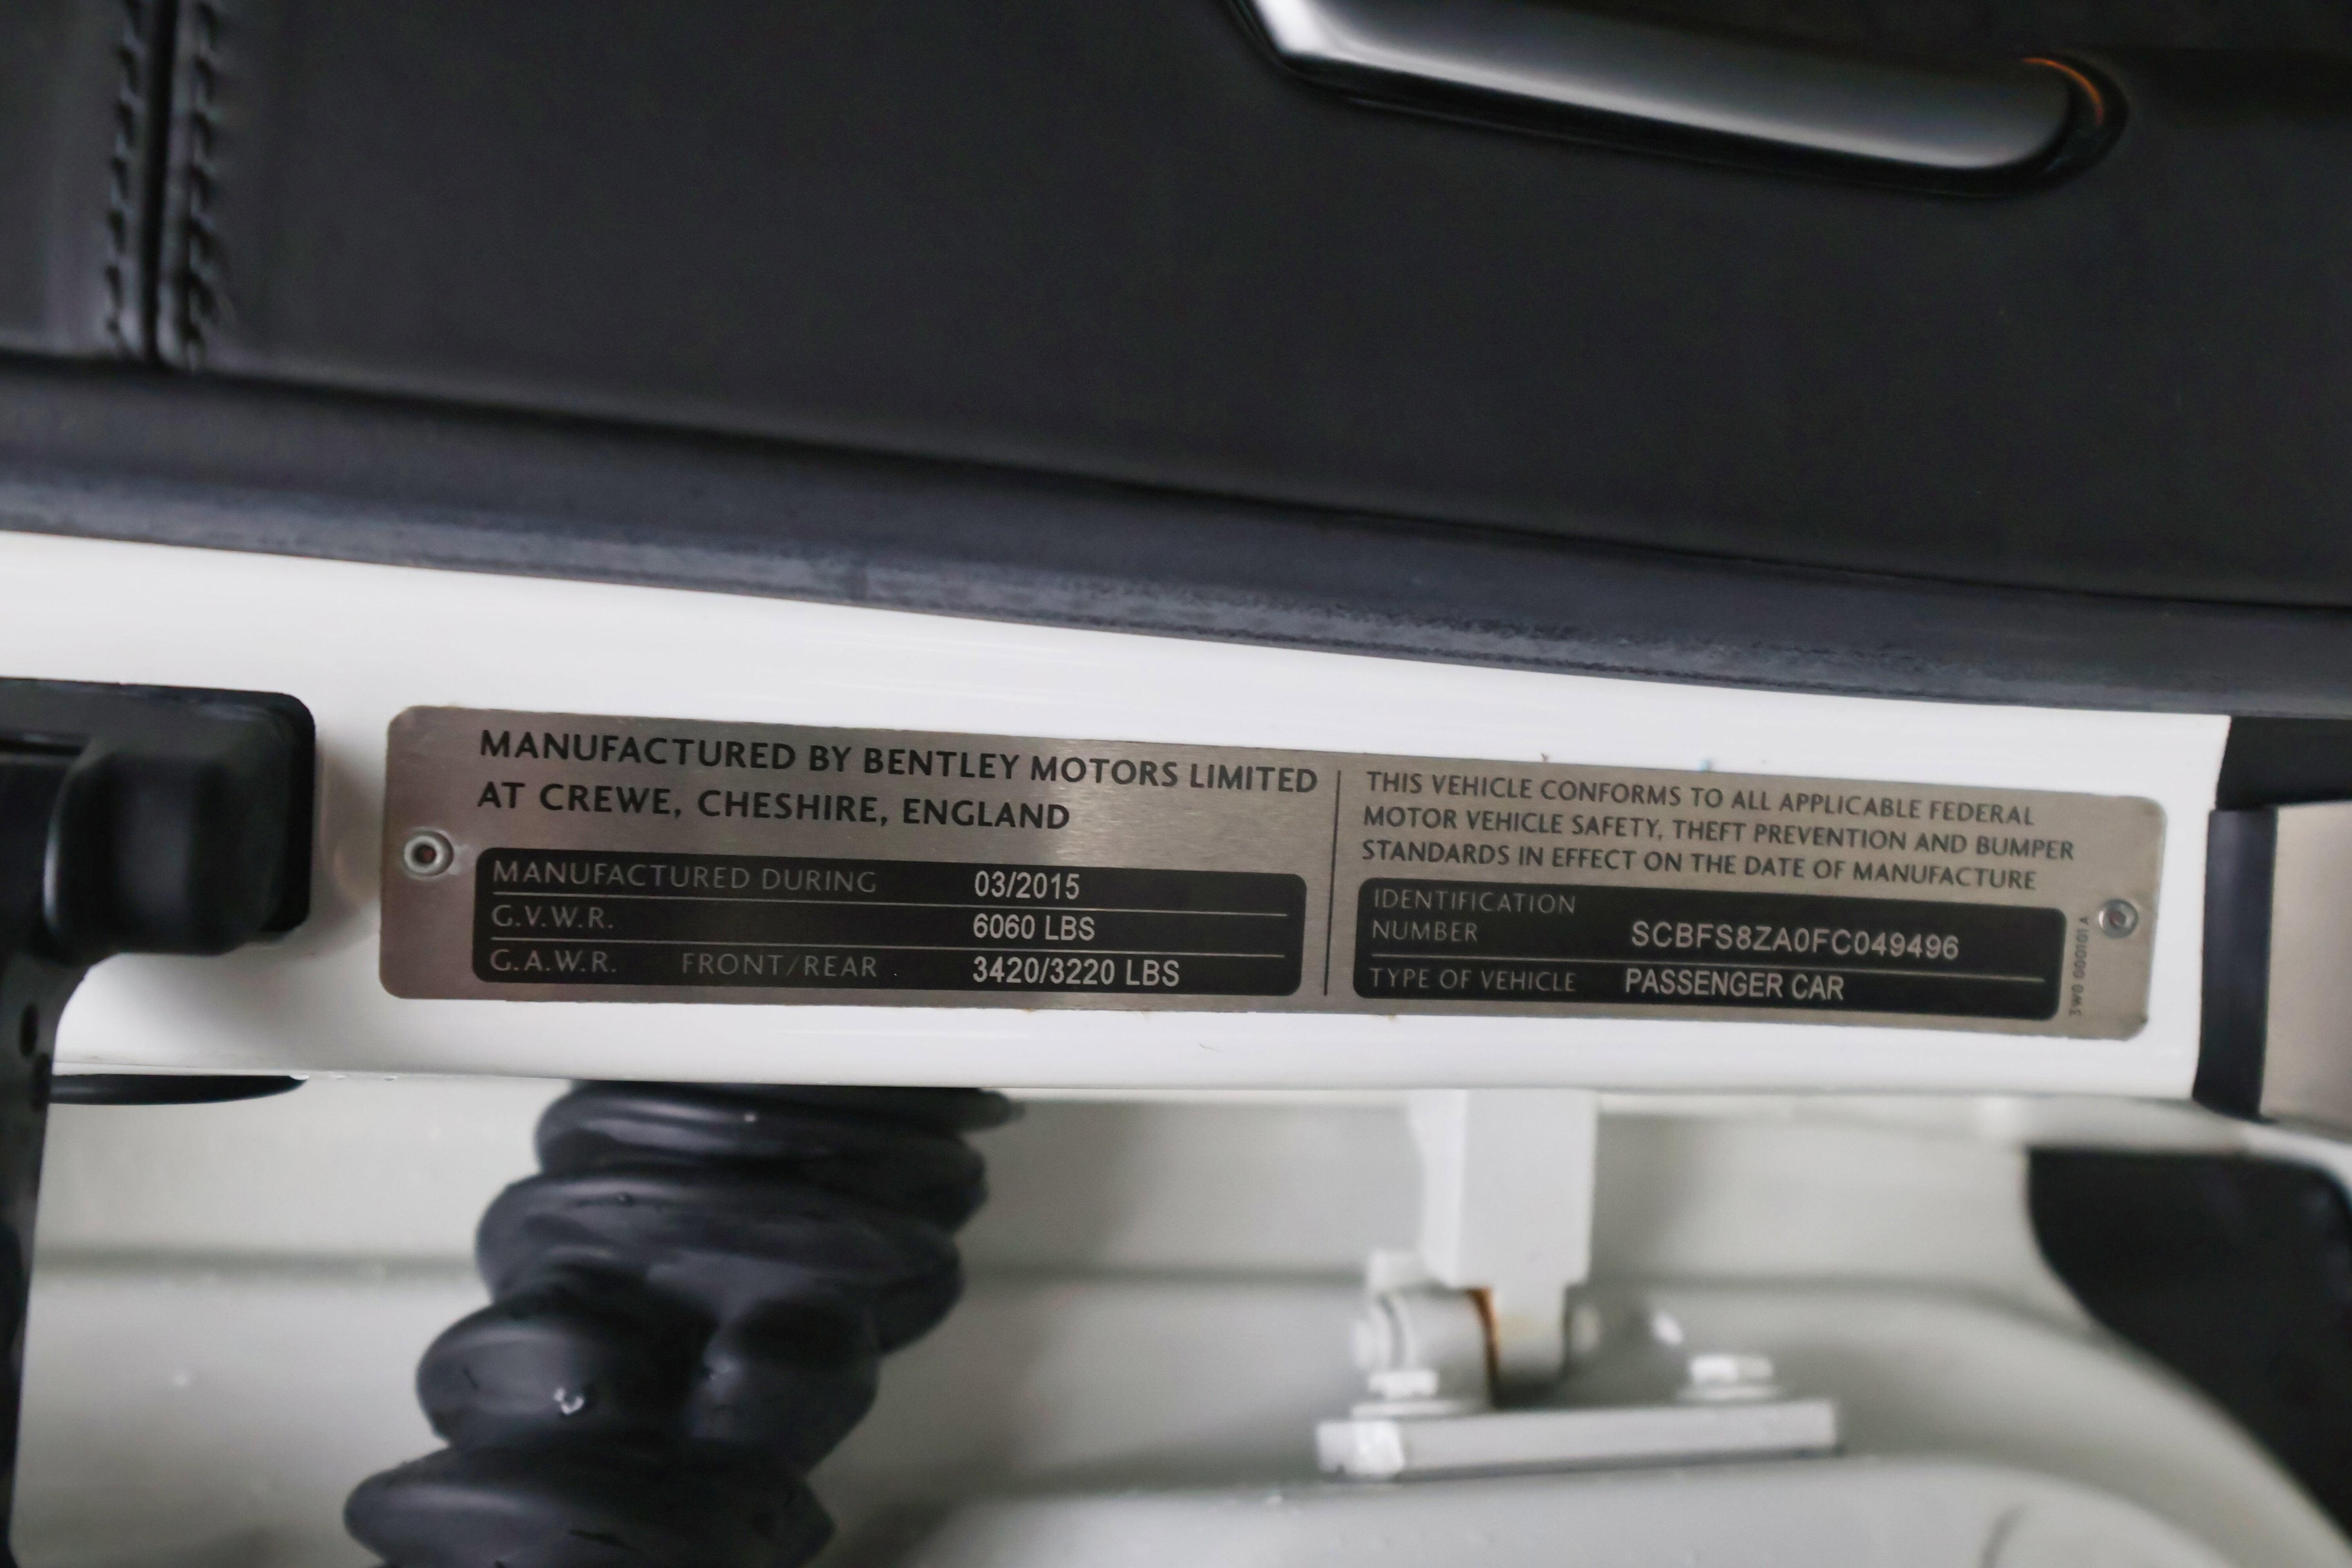 MANUFACTURED BY BENTLEY MOTORS LIMITED
AT CREWE, CHESHIRE, ENGLAND
MANUFACTURED DURING 03/2015
G.V.W.R. 6060 LBS
G.A.W.R. FRONT/REAR 3420/3220 LBS
THIS VEHICLE CONFORMS TO ALL APPLICABLE FEDERAL
MOTOR VEHICLE SAFETY, THEFT PREVENTION AND BUMPER
STANDARDS IN EFFECT ON THE DATE OF MANUFACTURE
IDENTIFICATION
NUMBER SCBFS8ZA0FC049496
TYPE OF VEHICLE PASSENGER CAR
3W0 000101 A